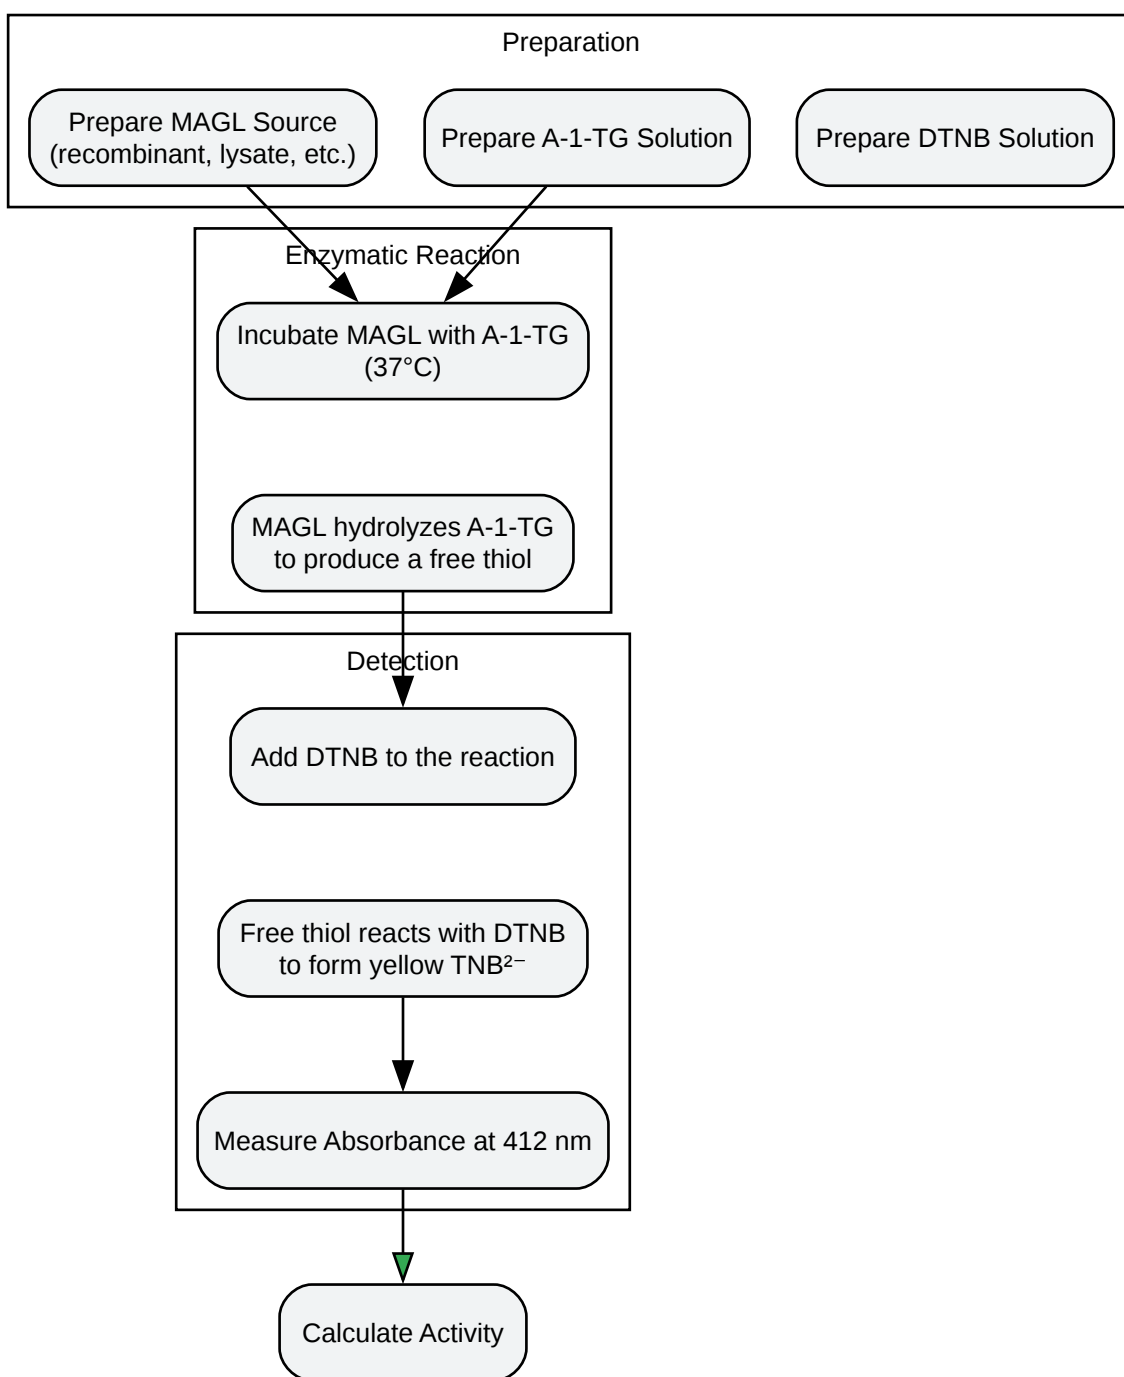 Preparation
Prepare MAGL Source
(recombinant, lysate, etc.)
Prepare A-1-TG Solution
Prepare DTNB Solution
Enzymatic Reaction
Incubate MAGL with A-1-TG
(37°C)
MAGL hydrolyzes A-1-TG
to produce a free thiol
Detection
Add DTNB to the reaction
Free thiol reacts with DTNB
to form yellow TNB²⁻
Measure Absorbance at 412 nm
Calculate Activity